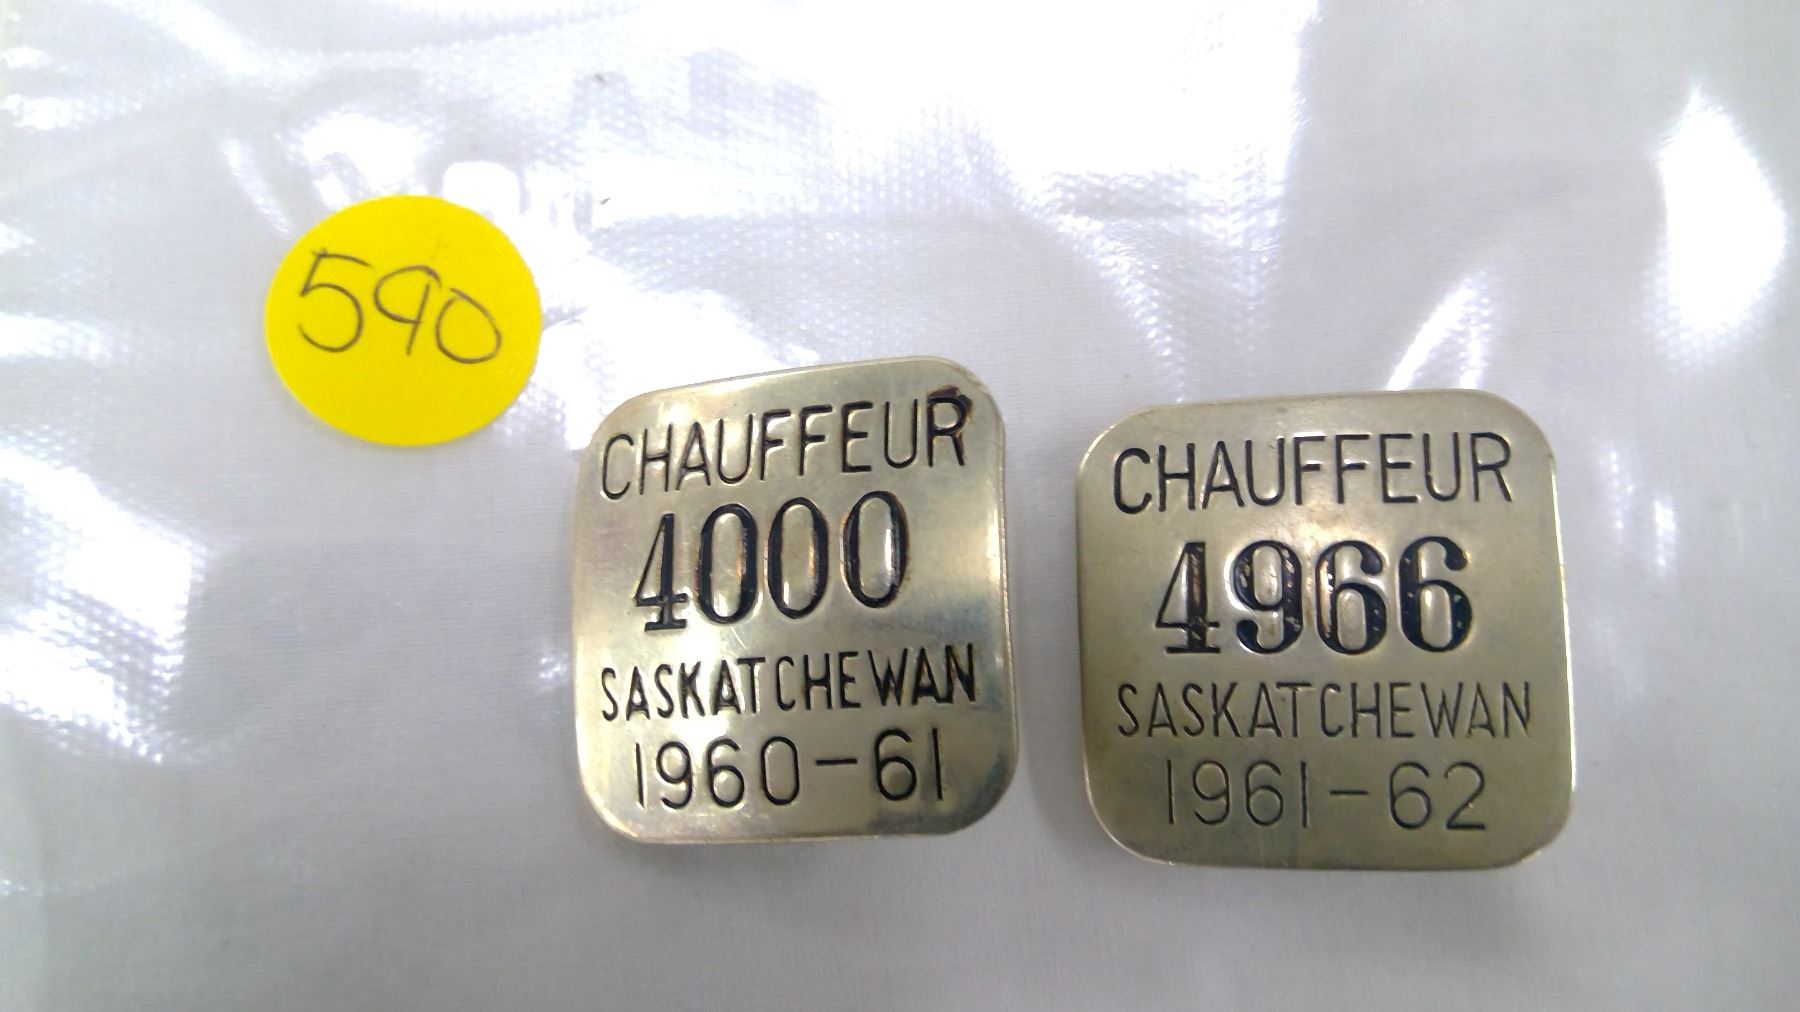 590
CHAUFFEUR
4000
SASKATCHEWAN
1960-61
CHAUFFEUR
4966
SASKATCHEWAN
1961-62